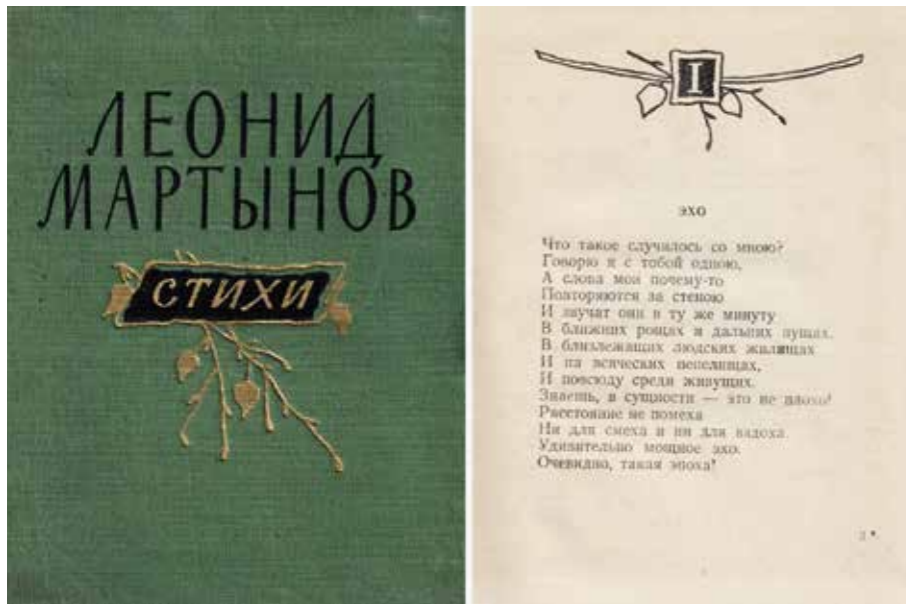 ЛЕОНИД
МАРТЫНОВ
СТИХИ
I
ЭХО
Что такое случилось со мною?
Говорю я с тобой одною,
А слова мои почему-то
Повторяются за стеною
И звучат они в ту же минуту
В ближних рощах и дальних пущах,
В близлежащих людских жилищах
И на всяческих пепелищах,
И повсюду среди живущих.
Знаешь, в сущности — это не плохо!
Расстояние не помеха
Ни для смеха и ни для вздоха.
Удивительно мощное эхо.
Очевидно, такая эпоха!